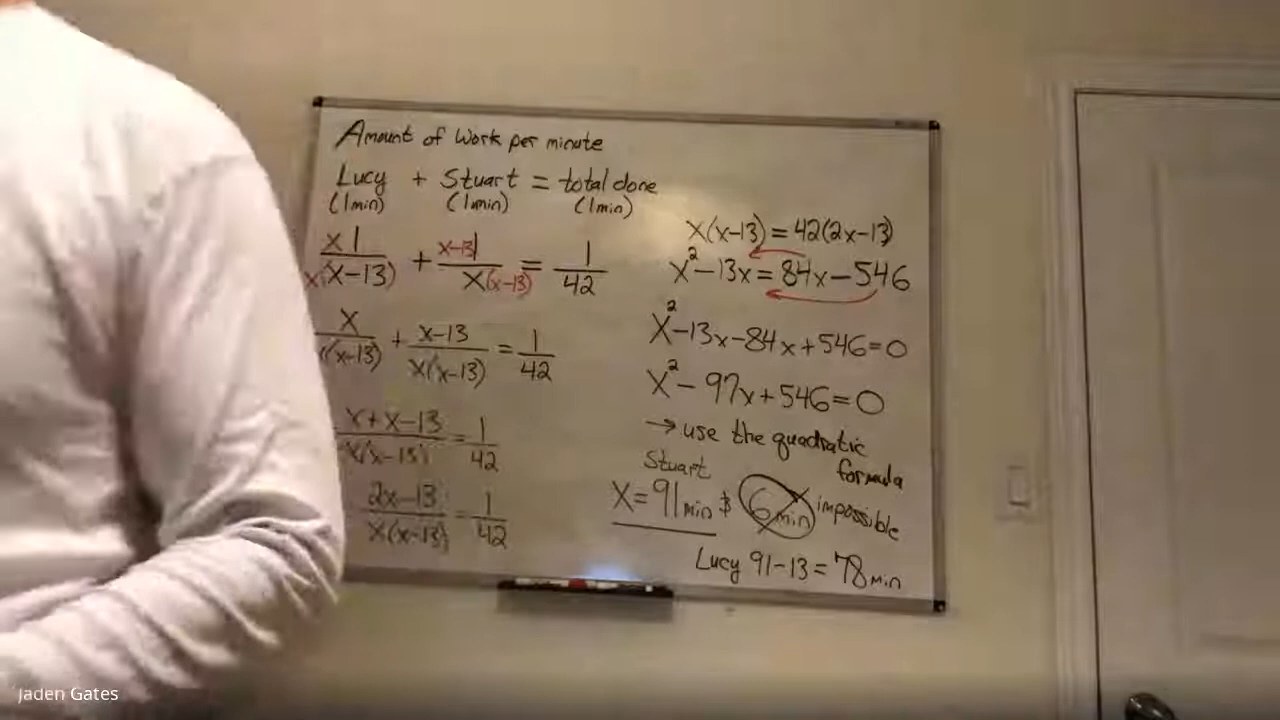 Amount of Work per minute
Lucy + Stuart = total done
(1min) (1min) (1min)
x1/x(x-13) + x-13 1/x(x-13) = 1/42
x/(x-13) + x-13/x(x-13) = 1/42
x+x-13/x(x-13) = 1/42
2x-13/x(x-13) = 1/42
x(x-13) = 42(2x-13)
x²-13x = 84x-546
x²-13x-84x+546=0
x²-97x+546=0
→ use the quadratic
formula
Stuart
x=91min & 6min impossible
Lucy 91-13=78min
Jaden Gates